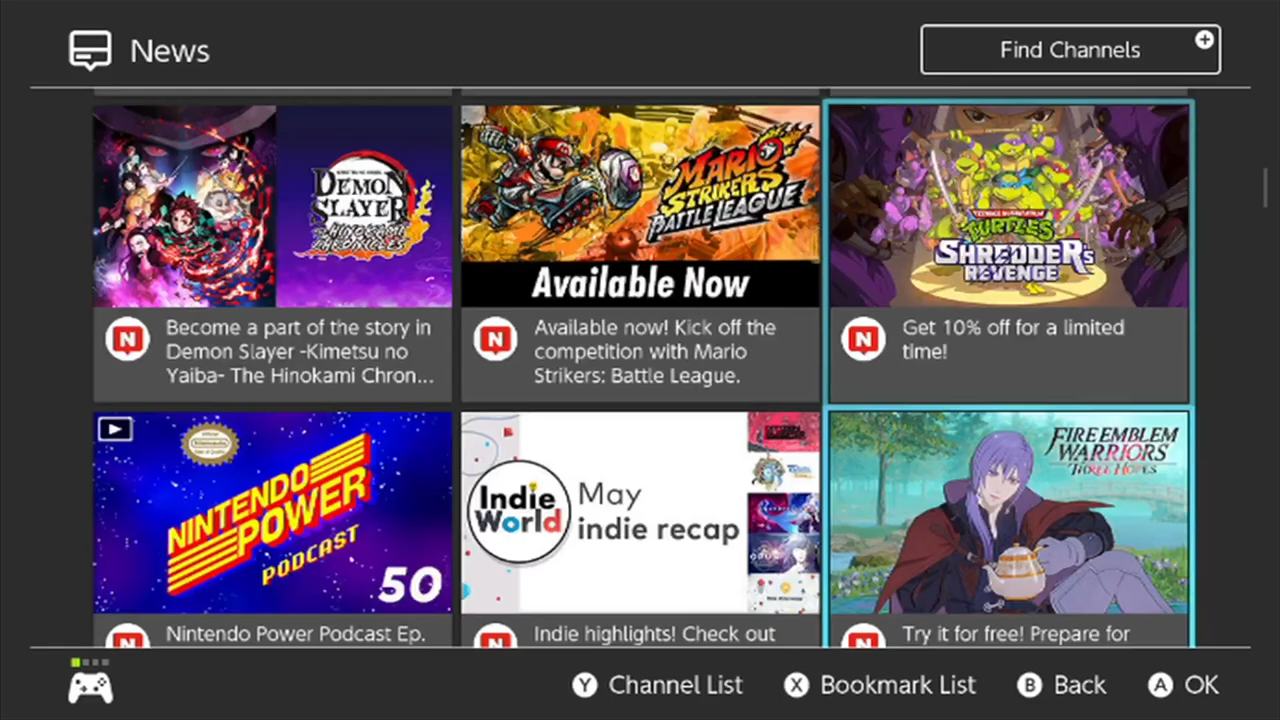 News
Find Channels
DEMON
SLAYER
MARIO
STRIKERS
BATTLE LEAGUE
Available Now
TEENAGE MUTANT NINJA
TURTLES
SHREDDER'S
REVENGE
N
Become a part of the story in
Demon Slayer -Kimetsu no
Yaiba- The Hinokami Chron...
N
Available now! Kick off the
competition with Mario
Strikers: Battle League.
N
Get 10% off for a limited
time!
NINTENDO
POWER
PODCAST
50
Indie
World
May
indie recap
FIRE EMBLEM
WARRIORS
THREE HOPES
Nintendo Power Podcast Ep.
Indie highlights! Check out
Try it for free! Prepare for
Y Channel List
X Bookmark List
B Back
A OK